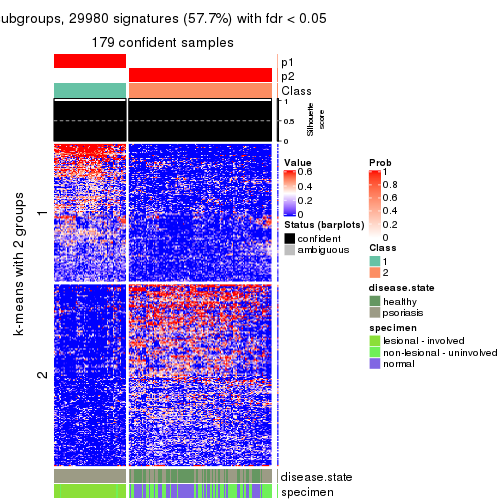 ubgroups, 29980 signatures (57.7%) with fdr < 0.05
179 confident samples
p1
p2
Class
1
0.5
0
Silhouette
score
k-means with 2 groups
1
2
Value
0.6
0.4
0.2
0
Status (barplots)
confident
ambiguous
Prob
1
0.8
0.6
0.4
0.2
0
Class
1
2
disease.state
healthy
psoriasis
specimen
lesional - involved
non-lesional - uninvolved
normal
disease.state
specimen